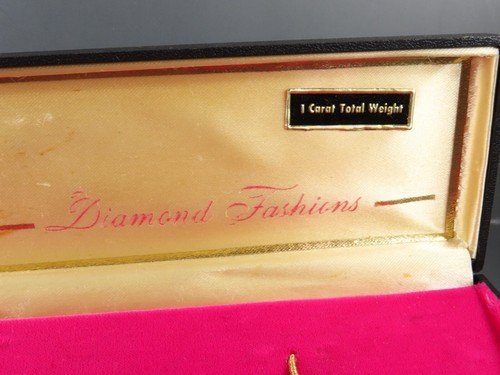 1 Carat Total Weight
Diamond Fashions